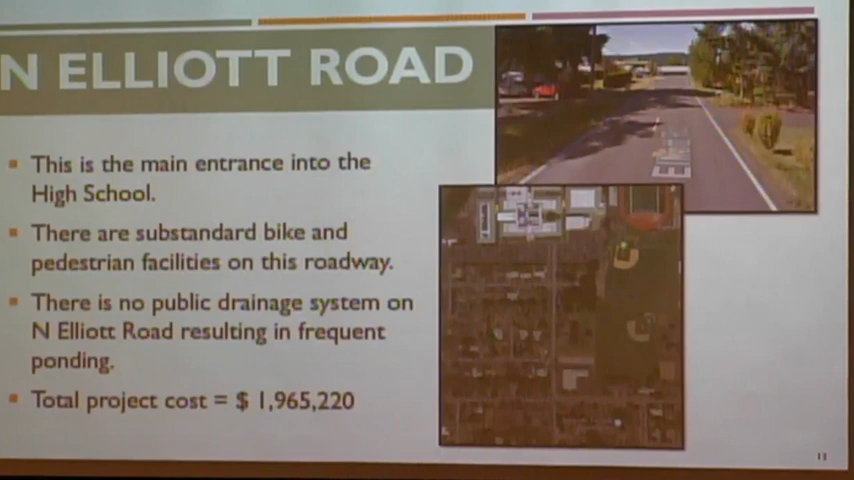 N ELLIOTT ROAD
This is the main entrance into the
High School.
There are substandard bike and
pedestrian facilities on this roadway.
There is no public drainage system on
N Elliott Road resulting in frequent
ponding.
Total project cost = $ 1,965,220